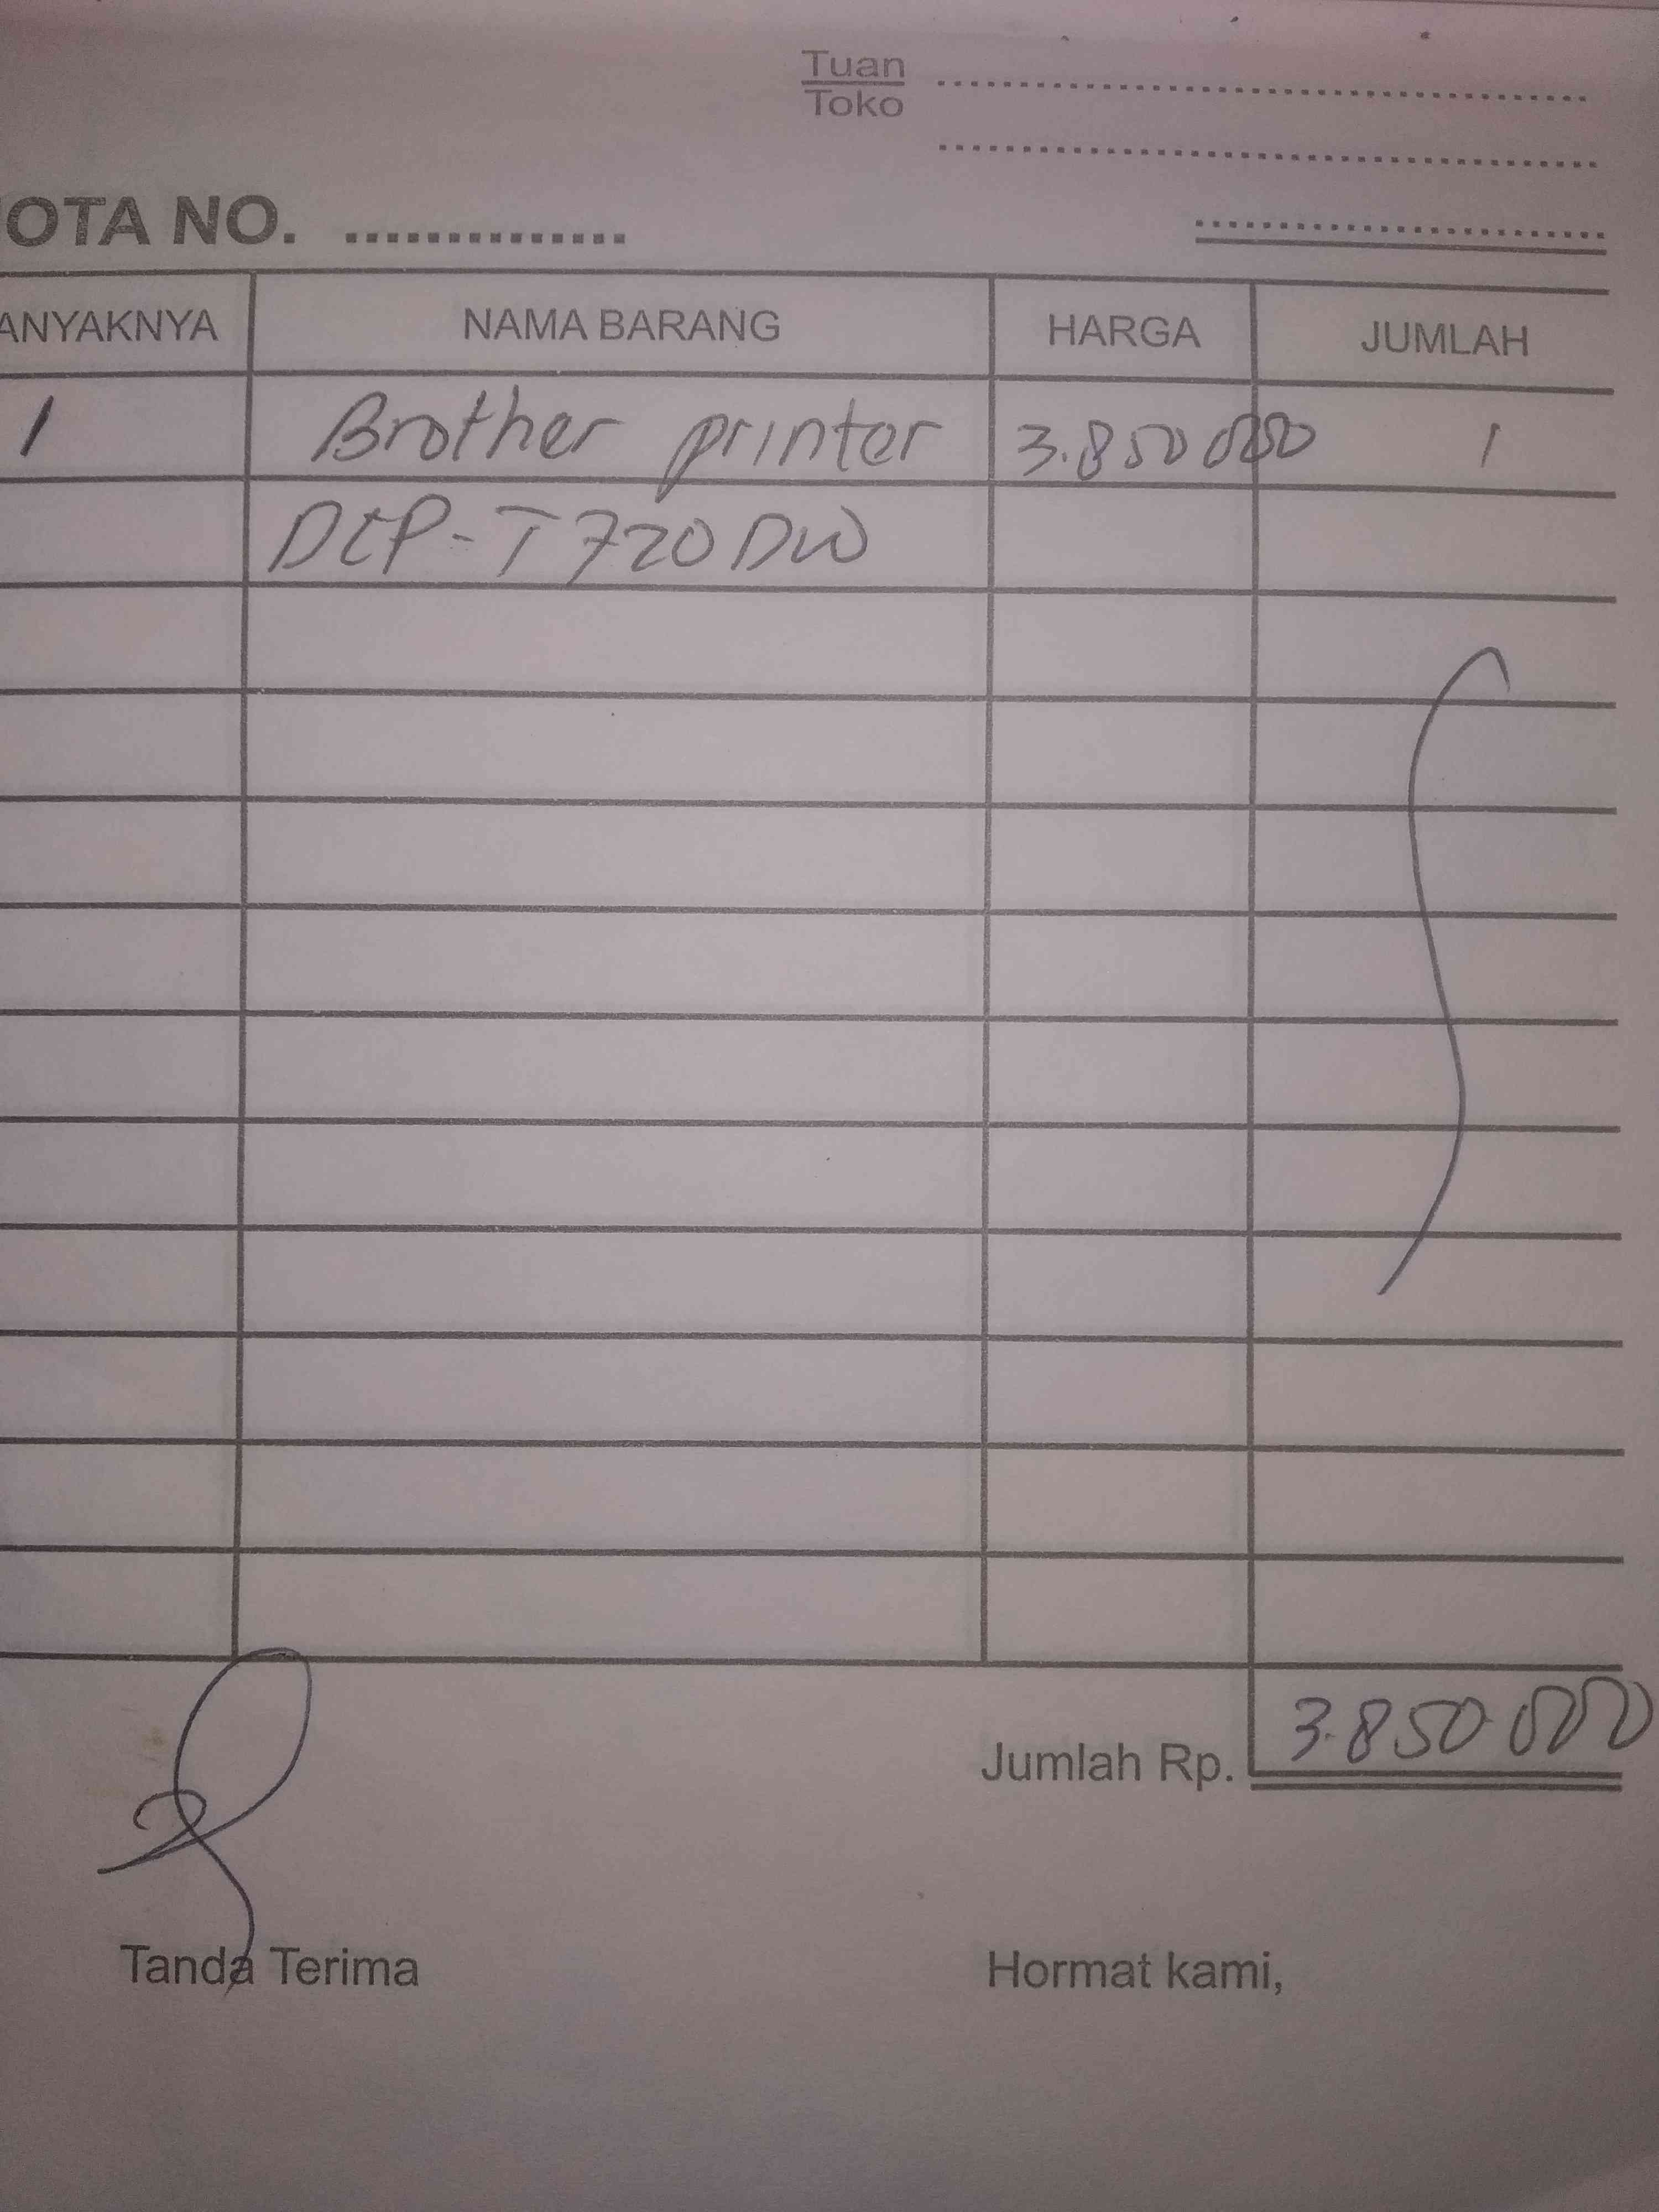 Tuan
Toko
OTA NO. ...............
ANYAKNYA NAMA BARANG HARGA JUMLAH
1 Brother printer 3.850 000 1
DCP-T720DW
Jumlah Rp. 3.850.000
Tanda Terima Hormat kami,